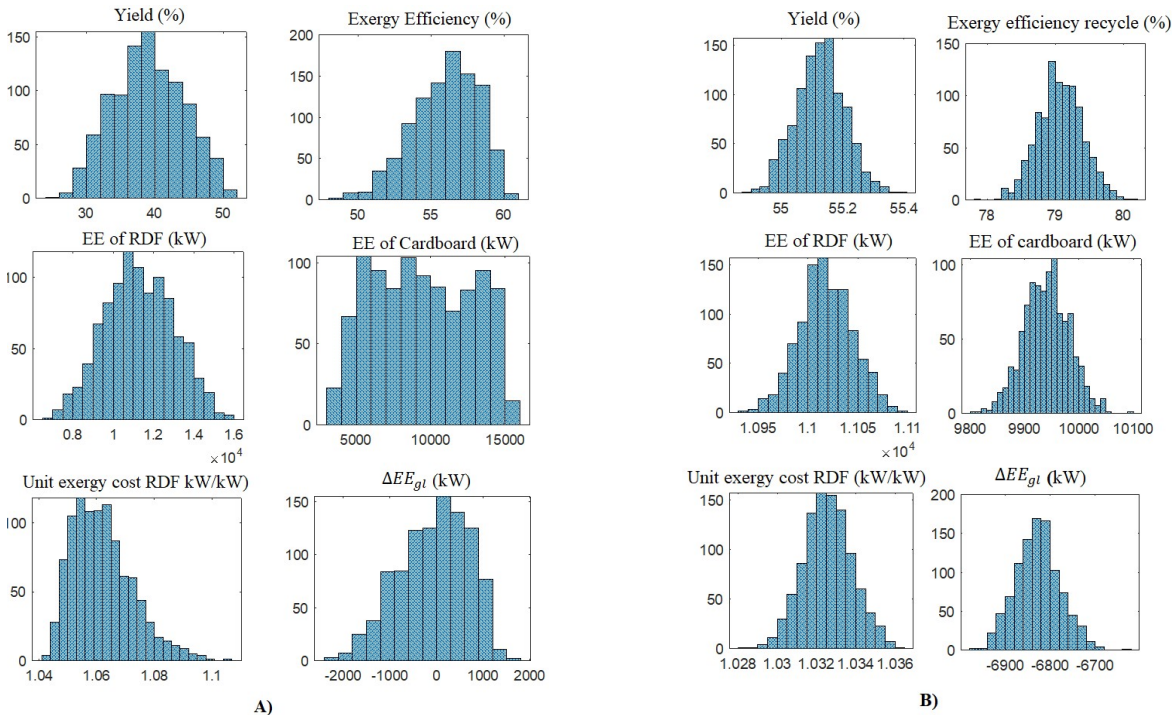 Yield (%)
150
100
50
0
30 40 50
Exergy Efficiency (%)
200
150
100
50
0
50 55 60
EE of RDF (kW)
100
50
0
0.8 1 1.2 1.4 1.6
×10⁴
EE of Cardboard (kW)
100
50
0
5000 10000 15000
Unit exergy cost RDF kW/kW)
100
50
0
1.04 1.06 1.08 1.1
ΔEE_gl (kW)
150
100
50
0
-2000 -1000 0 1000 2000
A)
Yield (%)
150
100
50
0
55 55.2 55.4
Exergy efficiency recycle (%)
150
100
50
0
78 79 80
EE of RDF (kW)
150
100
50
0
1.095 1.1 1.105 1.11
×10⁴
EE of cardboard (kW)
100
50
0
9800 9900 10000 10100
Unit exergy cost RDF (kW/kW)
150
100
50
0
1.028 1.03 1.032 1.034 1.036
ΔEE_gl (kW)
200
150
100
50
0
-6900 -6800 -6700
B)